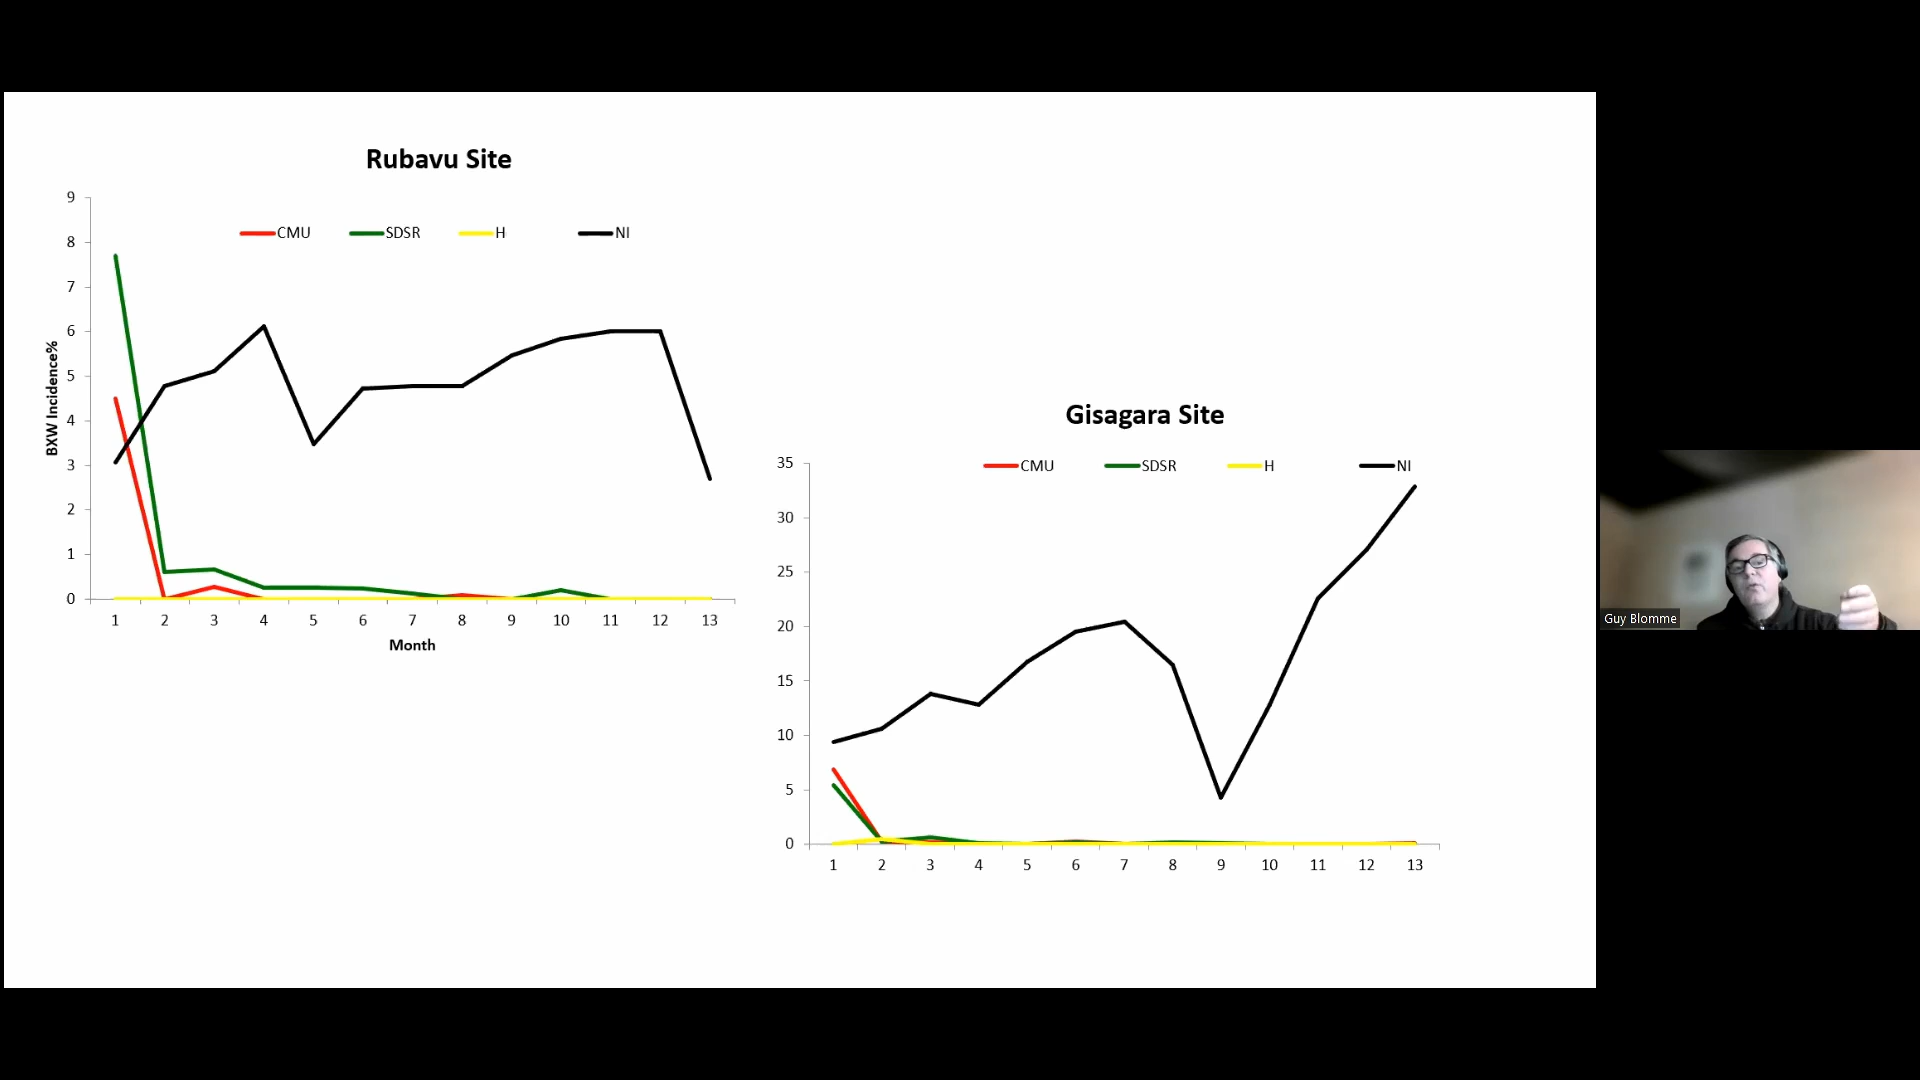 Rubavu Site
9
8
7
6
5
4
3
2
1
0
BXW Incidence%
CMU SDSR H NI
1 2 3 4 5 6 7 8 9 10 11 12 13
Month
Gisagara Site
35
30
25
20
15
10
5
0
CMU SDSR H NI
1 2 3 4 5 6 7 8 9 10 11 12 13
Guy Blomme